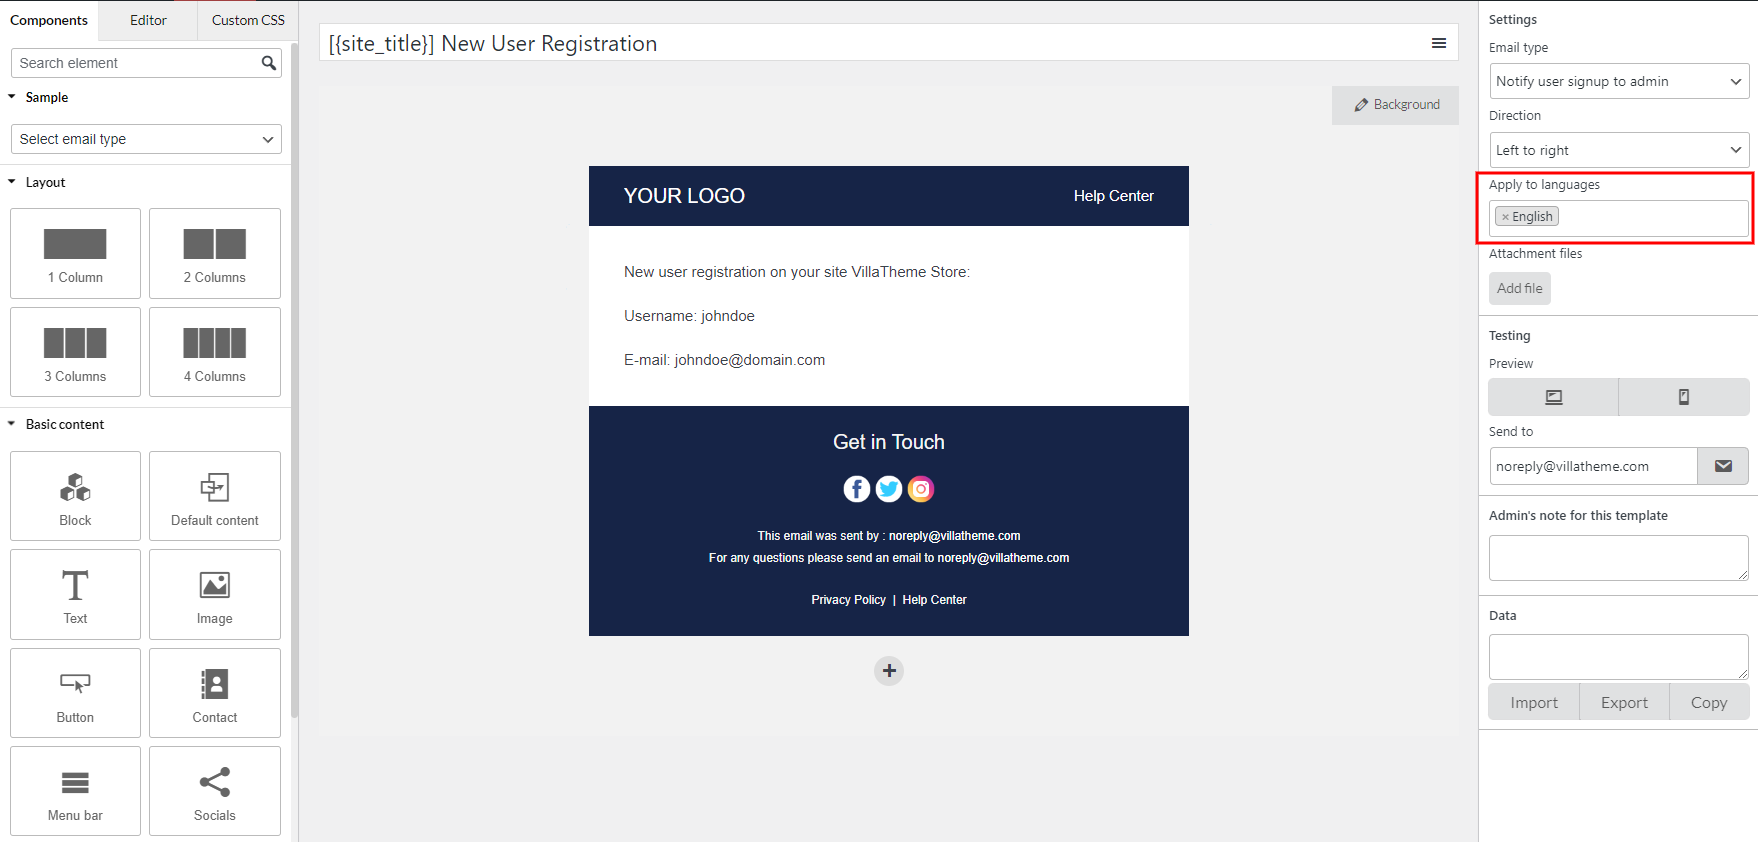 Components
Editor
Custom CSS
Search element
Sample
Select email type
Layout
1 Column
2 Columns
3 Columns
4 Columns
Basic content
Block
Default content
Text
Image
Button
Contact
Menu bar
Socials
[{site_title}] New User Registration
Background
YOUR LOGO
Help Center
New user registration on your site VillaTheme Store:
Username: johndoe
E-mail: johndoe@domain.com
Get in Touch
This email was sent by : noreply@villatheme.com
For any questions please send an email to noreply@villatheme.com
Privacy Policy | Help Center
Settings
Email type
Notify user signup to admin
Direction
Left to right
Apply to languages
× English
Attachment files
Add file
Testing
Preview
Send to
noreply@villatheme.com
Admin's note for this template
Data
Import
Export
Copy